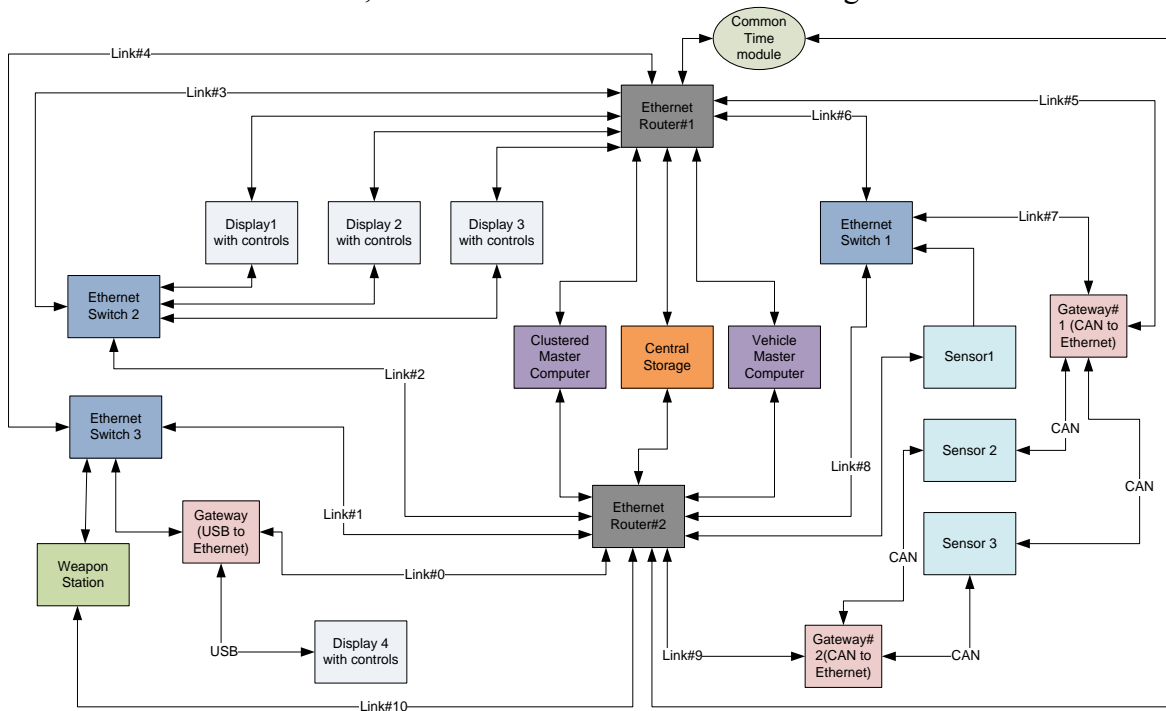 Common
Time
module
Link#4
Link#3
Ethernet
Router#1
Link#5
Link#6
Display1
with controls
Display 2
with controls
Display 3
with controls
Ethernet
Switch 1
Link#7
Ethernet
Switch 2
Gateway#
1 (CAN to
Ethernet)
Clustered
Master
Computer
Central
Storage
Vehicle
Master
Computer
Sensor1
Link#2
Ethernet
Switch 3
CAN
Sensor 2
Link#8
CAN
Ethernet
Router#2
Link#1
Gateway
(USB to
Ethernet)
Sensor 3
CAN
Weapon
Station
Link#0
USB
Display 4
with controls
Link#9
Gateway#
2(CAN to
Ethernet)
CAN
Link#10